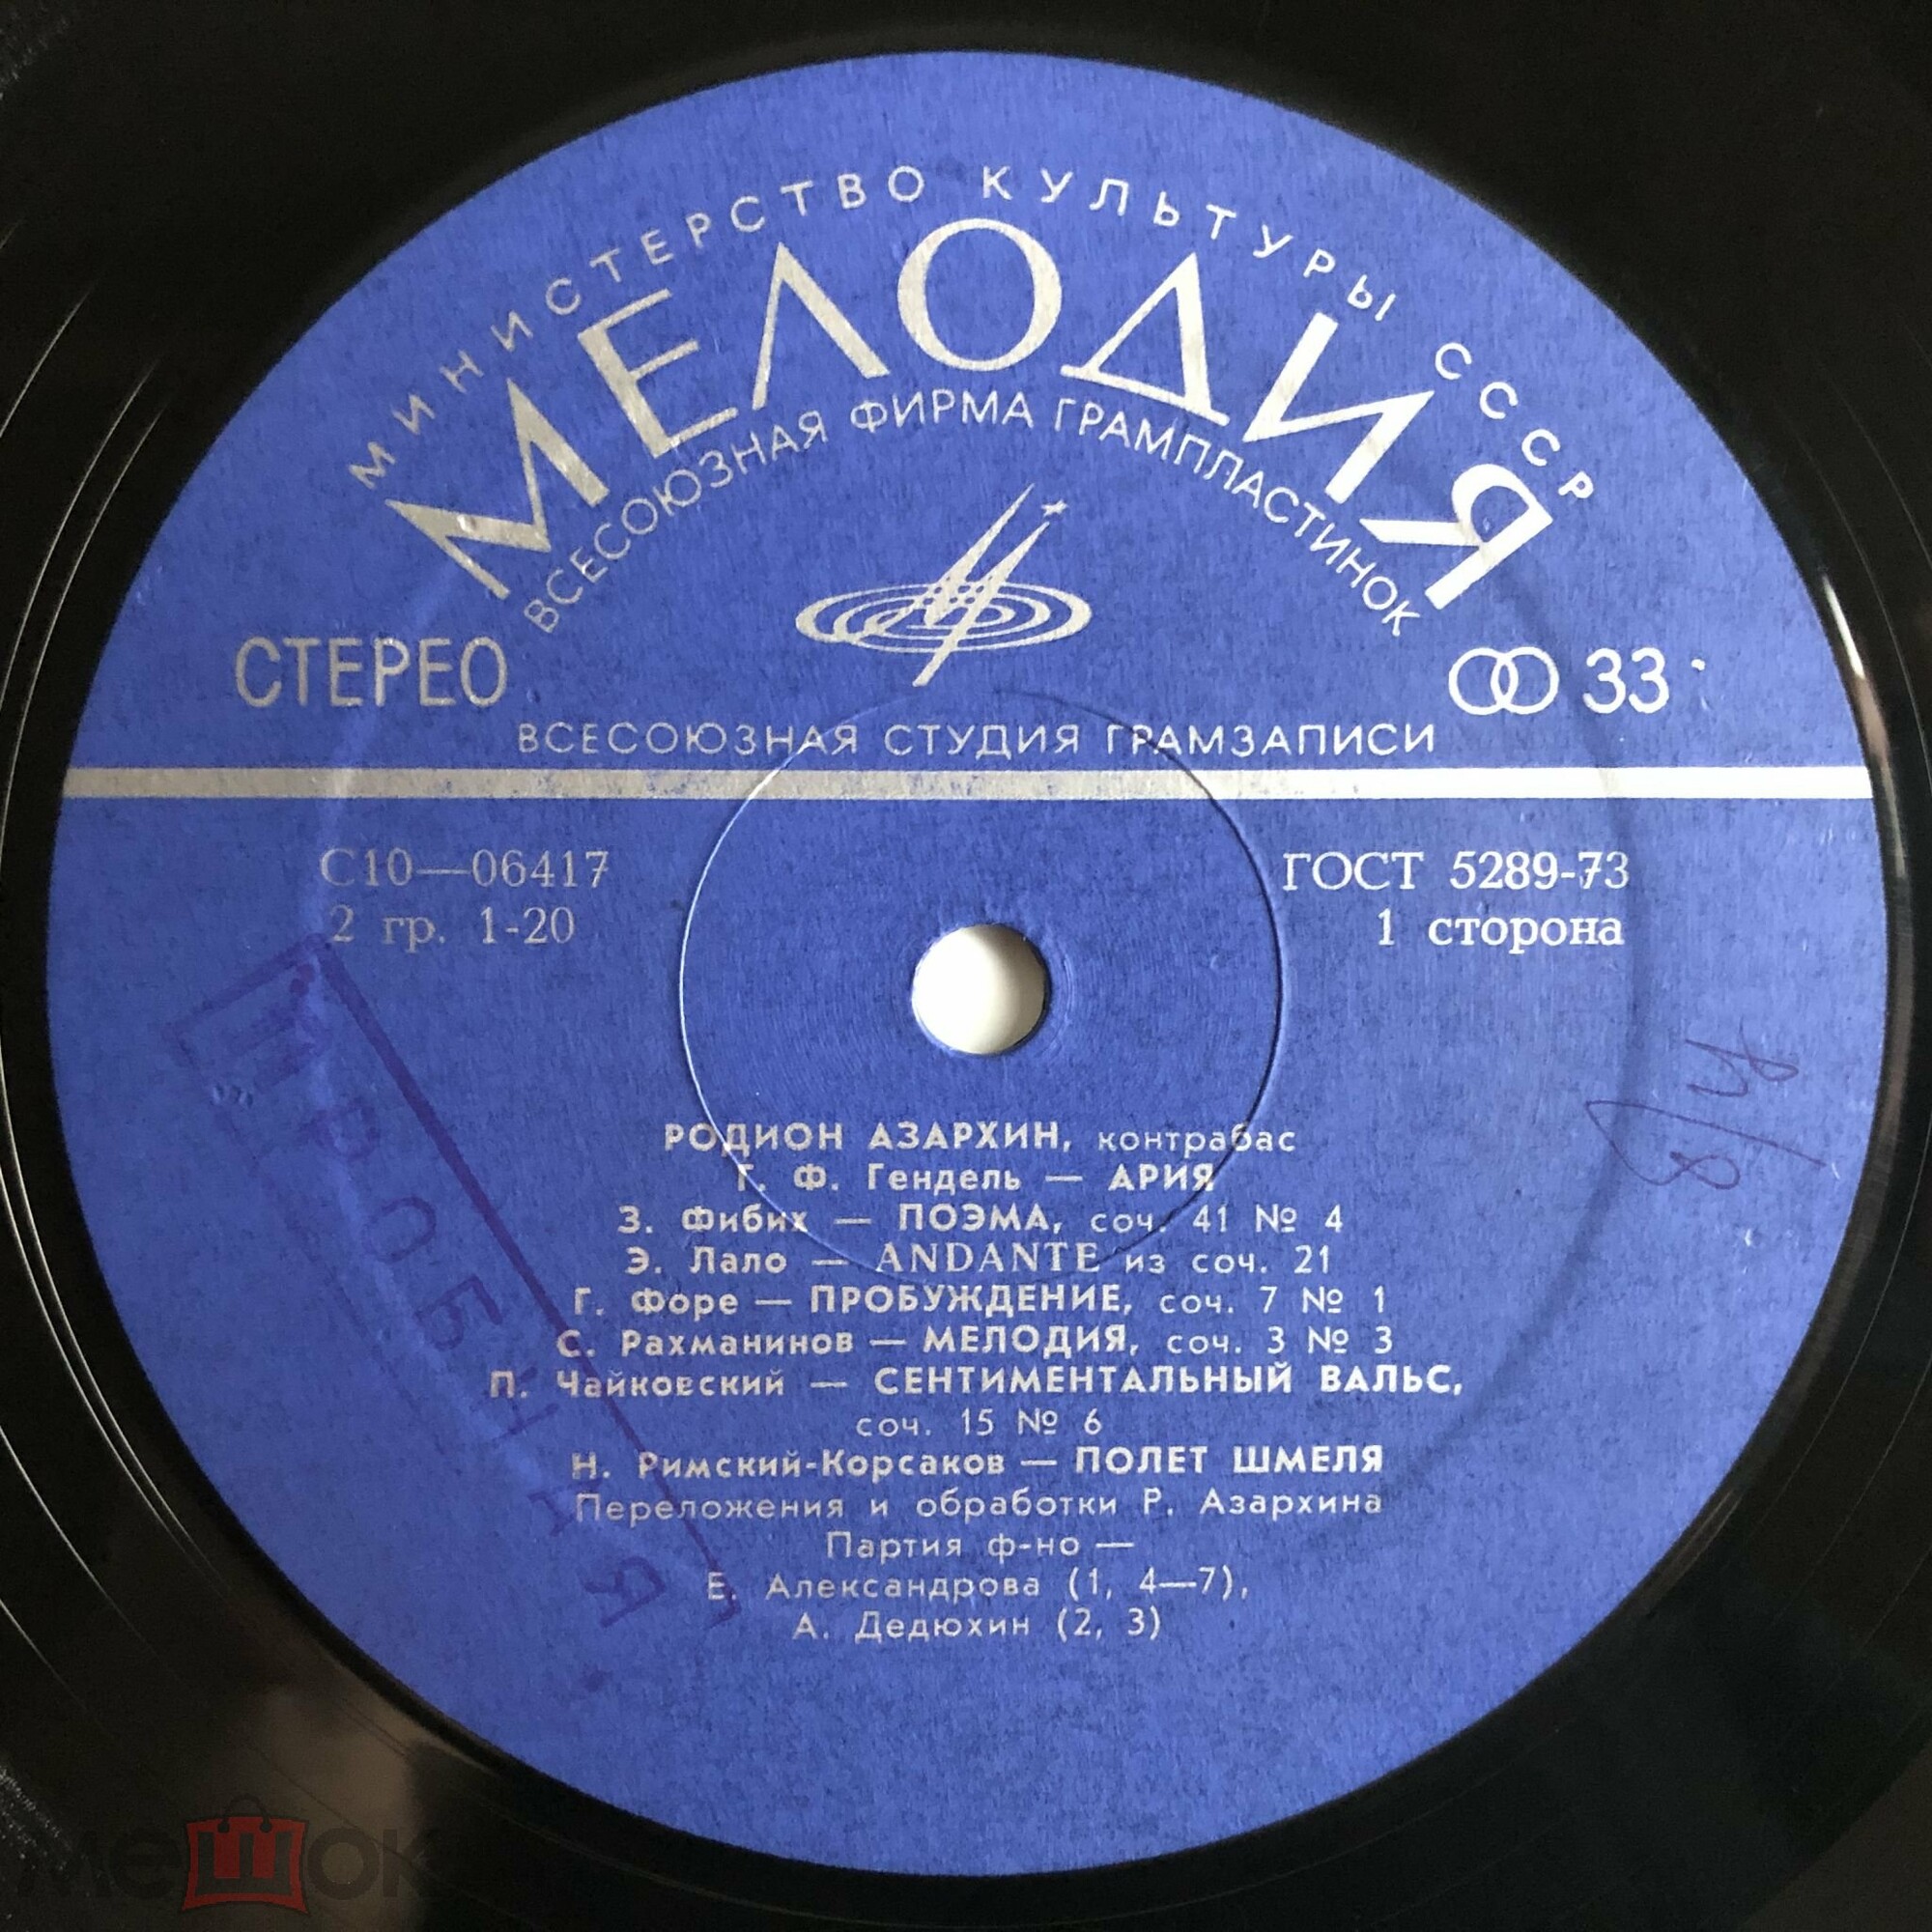 МИНИСТЕРСТВО КУЛЬТУРЫ СССР
МЕЛОДИЯ
ВСЕСОЮЗНАЯ ФИРМА ГРАМПЛАСТИНОК
СТЕРЕО
33
ВСЕСОЮЗНАЯ СТУДИЯ ГРАМЗАПИСИ
С10—06417
ГОСТ 5289-73
2 гр. 1-20
1 сторона
ПРОБНАЯ
РОДИОН АЗАРХИН, контрабас
Г. Ф. Гендель — АРИЯ
З. Фибих — ПОЭМА, соч. 41 № 4
Э. Лало — ANDANTE из соч. 21
Г. Форе — ПРОБУЖДЕНИЕ, соч. 7 № 1
С. Рахманинов — МЕЛОДИЯ, соч. 3 № 3
П. Чайковский — СЕНТИМЕНТАЛЬНЫЙ ВАЛЬС,
соч. 15 № 6
Н. Римский-Корсаков — ПОЛЕТ ШМЕЛЯ
Переложения и обработки Р. Азархина
Партия ф-но —
Е. Александрова (1, 4—7),
А. Дедюхин (2, 3)
мешок